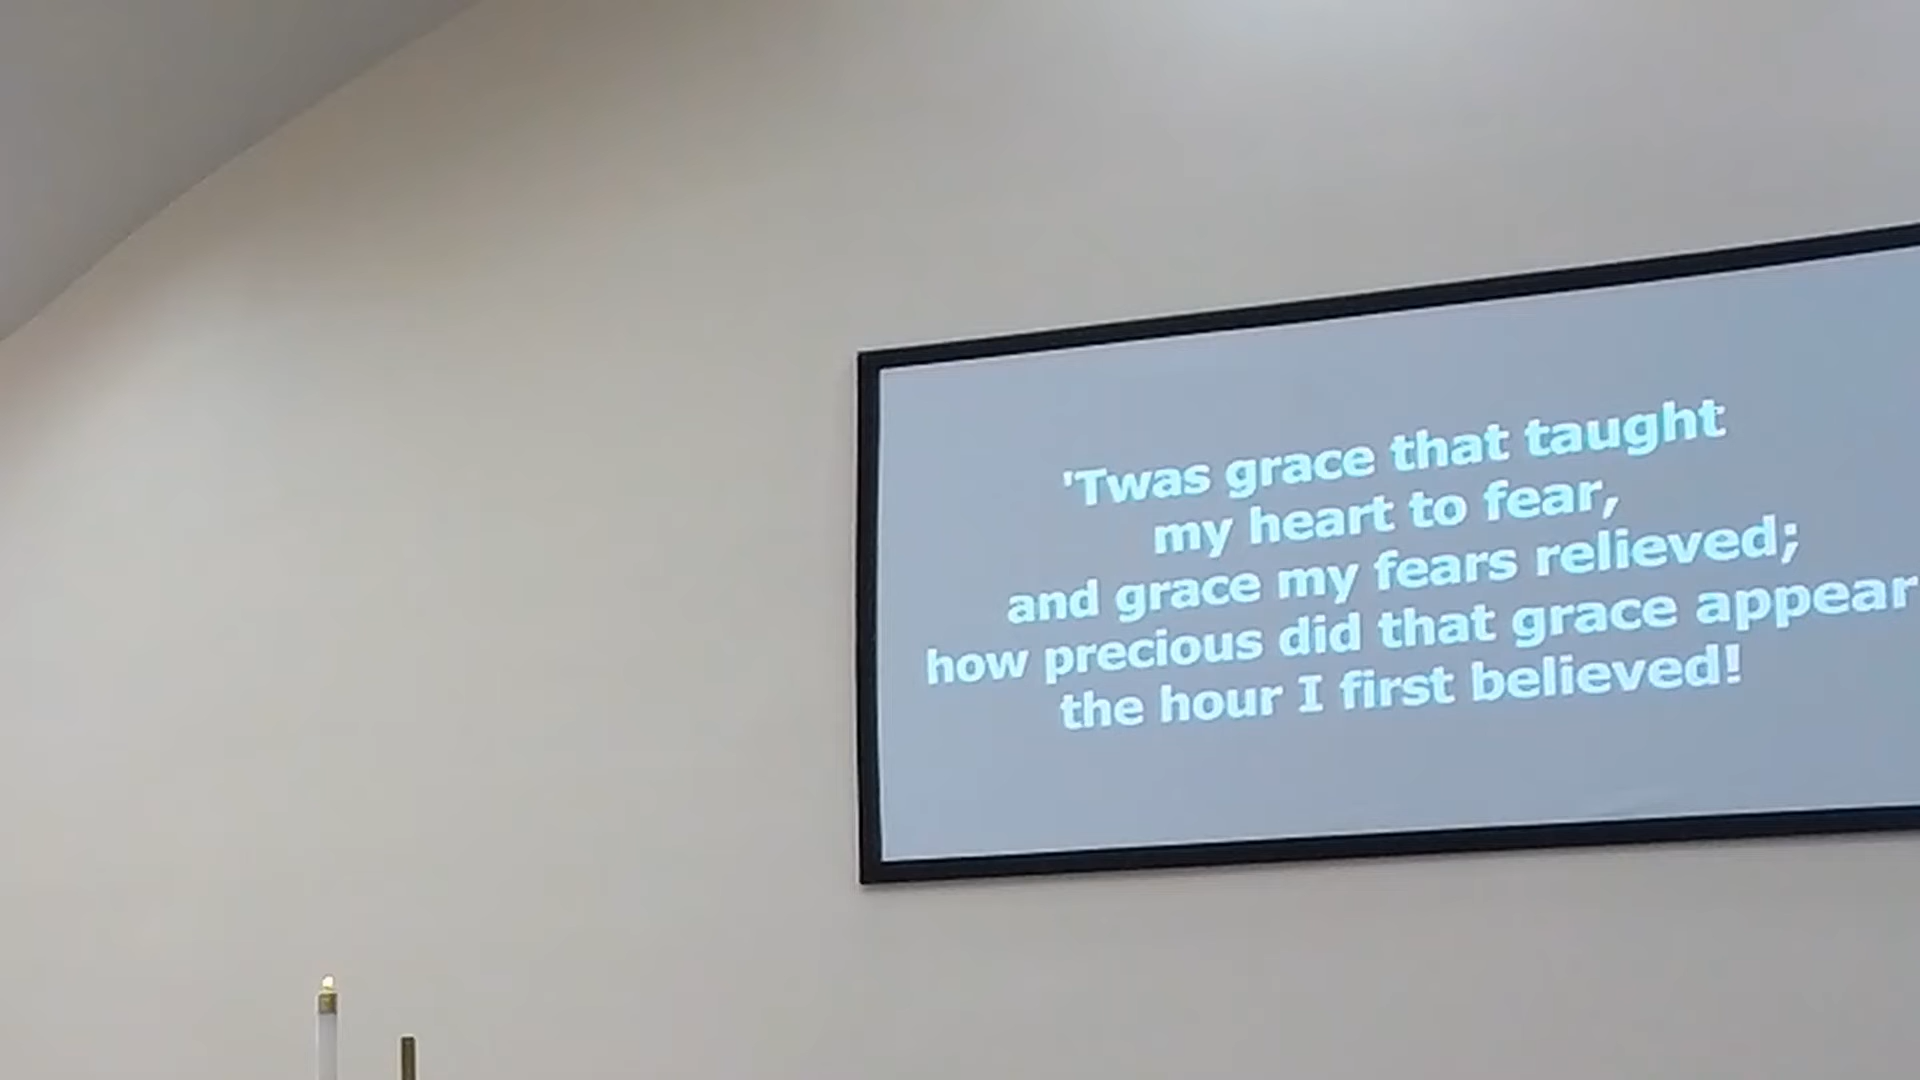 'Twas grace that taught
my heart to fear,
and grace my fears relieved;
how precious did that grace appear
the hour I first believed!